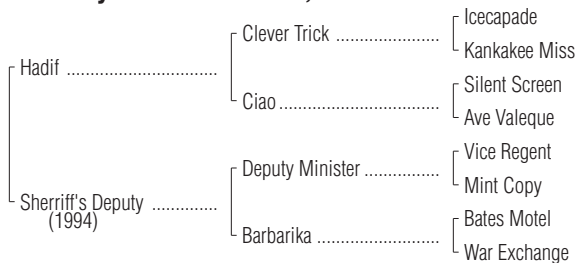 Icecapade
Clever Trick ......................
Kankakee Miss
Hadif ................................
Silent Screen
Ciao ..................................
Ave Valeque
Vice Regent
Deputy Minister ................
Mint Copy
Sherriff's Deputy ..............
(1994)
Bates Motel
Barbarika ..........................
War Exchange